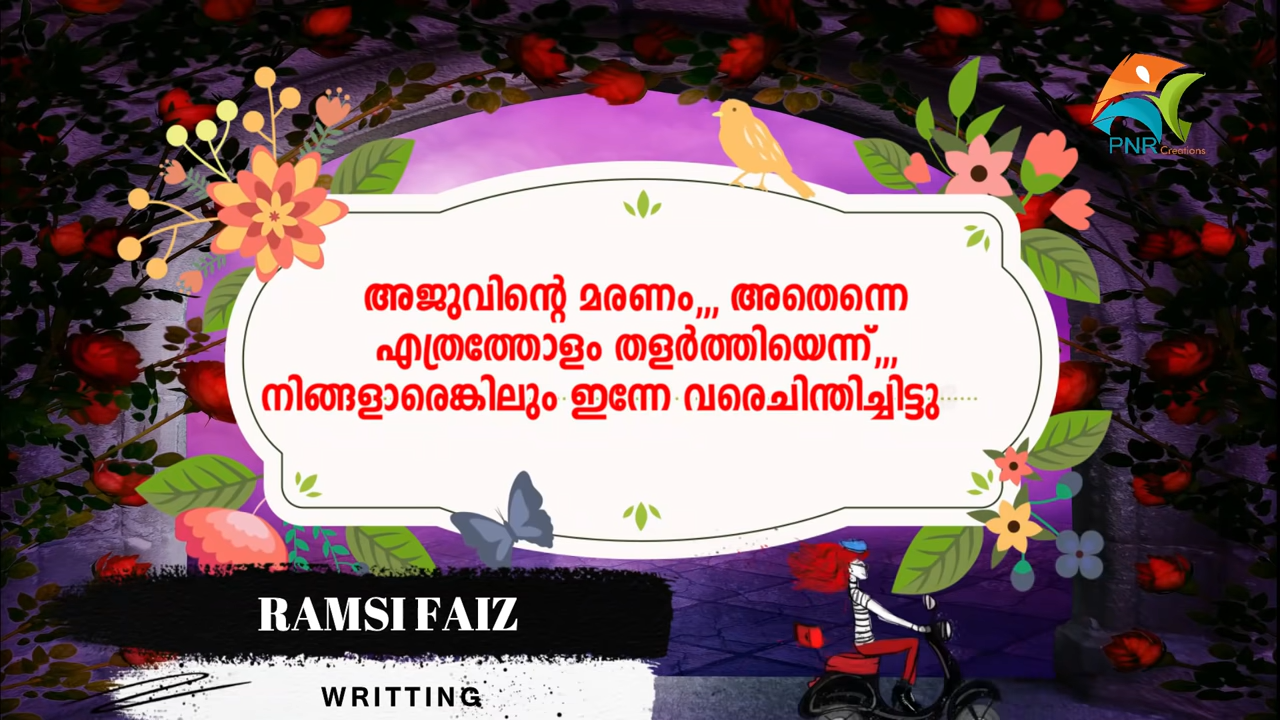 PNR Creations
അജുവിന്റെ മരണം,,, അതെന്നെ
എത്രത്തോളം തളർത്തിയെന്ന്,,,
നിങ്ങളാരെങ്കിലും ഇന്നേ വരെചിന്തിച്ചിട്ടു
RAMSI FAIZ
WRITTING